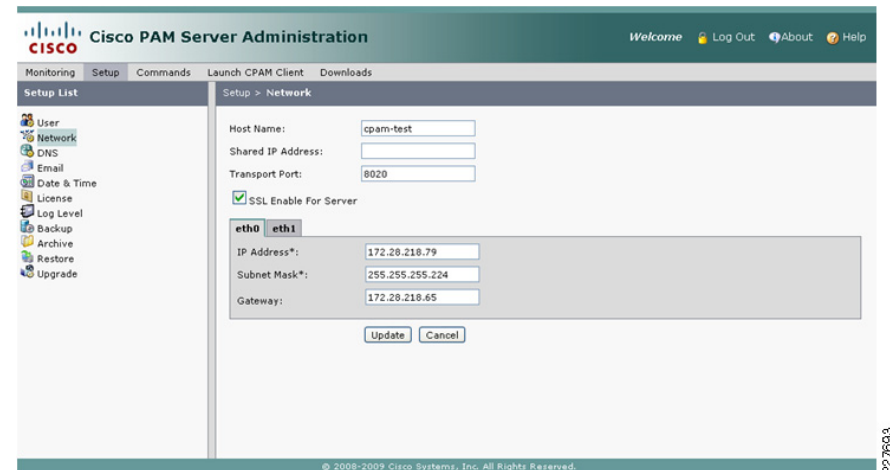 CISCO Cisco PAM Server Administration Welcome Log Out About Help
Monitoring Setup Commands Launch CPAM Client Downloads
Setup List
Setup > Network
User
Network
DNS
Email
Date & Time
License
Log Level
Backup
Archive
Restore
Upgrade
Host Name: cpam-test
Shared IP Address:
Transport Port: 8020
SSL Enable For Server
eth0 eth1
IP Address*: 172.28.218.79
Subnet Mask*: 255.255.255.224
Gateway: 172.28.218.65
Update Cancel
© 2008-2009 Cisco Systems, Inc. All Rights Reserved.
227693